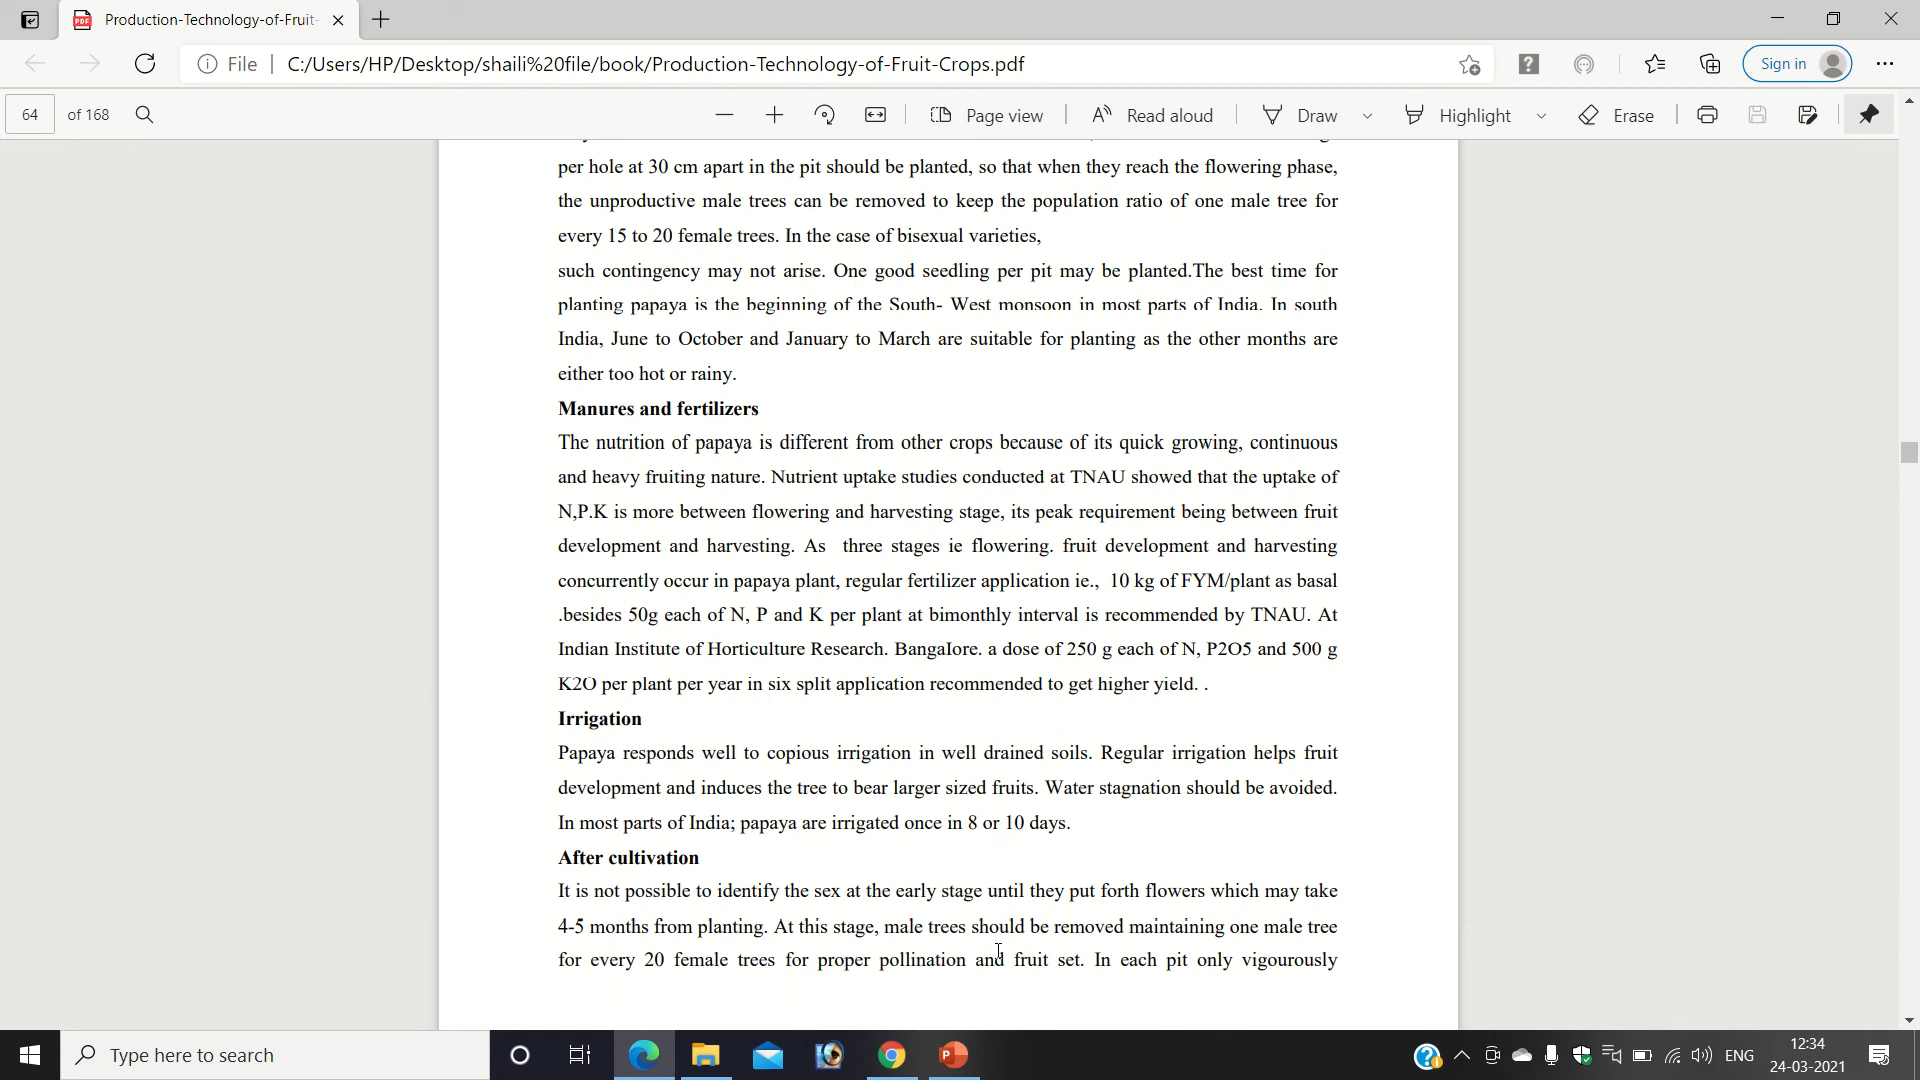 Production-Technology-of-Fruit-
File
C:/Users/HP/Desktop/shaili%20file/book/Production-Technology-of-Fruit-Crops.pdf
Sign in
64 of 168
Page view
Read aloud
Draw
Highlight
Erase
per hole at 30 cm apart in the pit should be planted, so that when they reach the flowering phase,
the unproductive male trees can be removed to keep the population ratio of one male tree for
every 15 to 20 female trees. In the case of bisexual varieties,
such contingency may not arise. One good seedling per pit may be planted.The best time for
planting papaya is the beginning of the South- West monsoon in most parts of India. In south
India, June to October and January to March are suitable for planting as the other months are
either too hot or rainy.
Manures and fertilizers
The nutrition of papaya is different from other crops because of its quick growing, continuous
and heavy fruiting nature. Nutrient uptake studies conducted at TNAU showed that the uptake of
N,P.K is more between flowering and harvesting stage, its peak requirement being between fruit
development and harvesting. As three stages ie flowering. fruit development and harvesting
concurrently occur in papaya plant, regular fertilizer application ie., 10 kg of FYM/plant as basal
.besides 50g each of N, P and K per plant at bimonthly interval is recommended by TNAU. At
Indian Institute of Horticulture Research. BangaIore. a dose of 250 g each of N, P2O5 and 500 g
K2O per plant per year in six split application recommended to get higher yield. .
Irrigation
Papaya responds well to copious irrigation in well drained soils. Regular irrigation helps fruit
development and induces the tree to bear larger sized fruits. Water stagnation should be avoided.
In most parts of India; papaya are irrigated once in 8 or 10 days.
After cultivation
It is not possible to identify the sex at the early stage until they put forth flowers which may take
4-5 months from planting. At this stage, male trees should be removed maintaining one male tree
for every 20 female trees for proper pollination and fruit set. In each pit only vigourously
Type here to search
ENG
12:34
24-03-2021